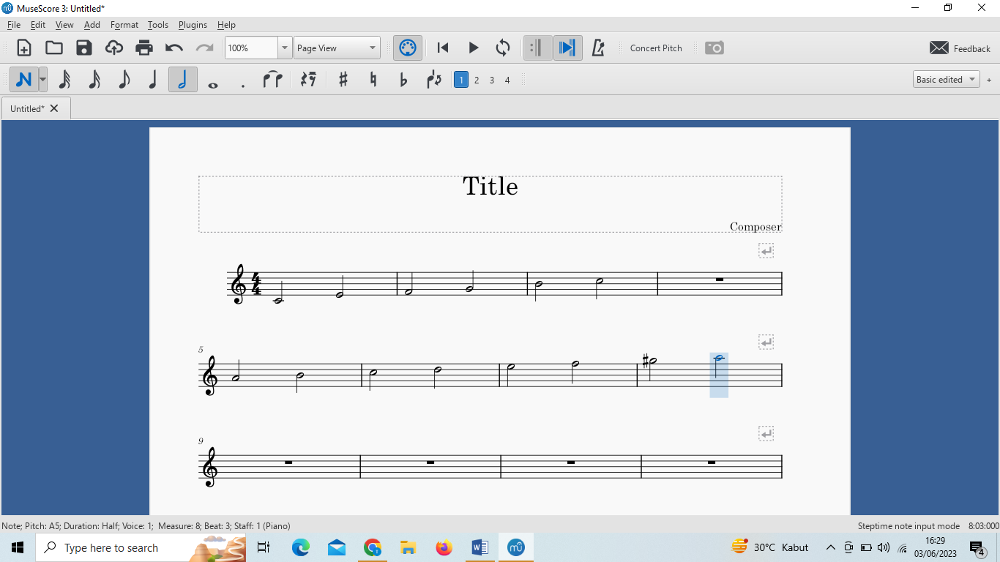 MuseScore 3: Untitled*
File Edit View Add Format Tools Plugins Help
100% Page View Concert Pitch Feedback
1 2 3 4 Basic edited +
Untitled*
Title
Composer
4
4
5
9
Note; Pitch: A5; Duration: Half; Voice: 1; Measure: 8; Beat: 3; Staff: 1 (Piano) Steptime note input mode 8:03:000
Type here to search 30°C Kabut 16:29
03/06/2023 4